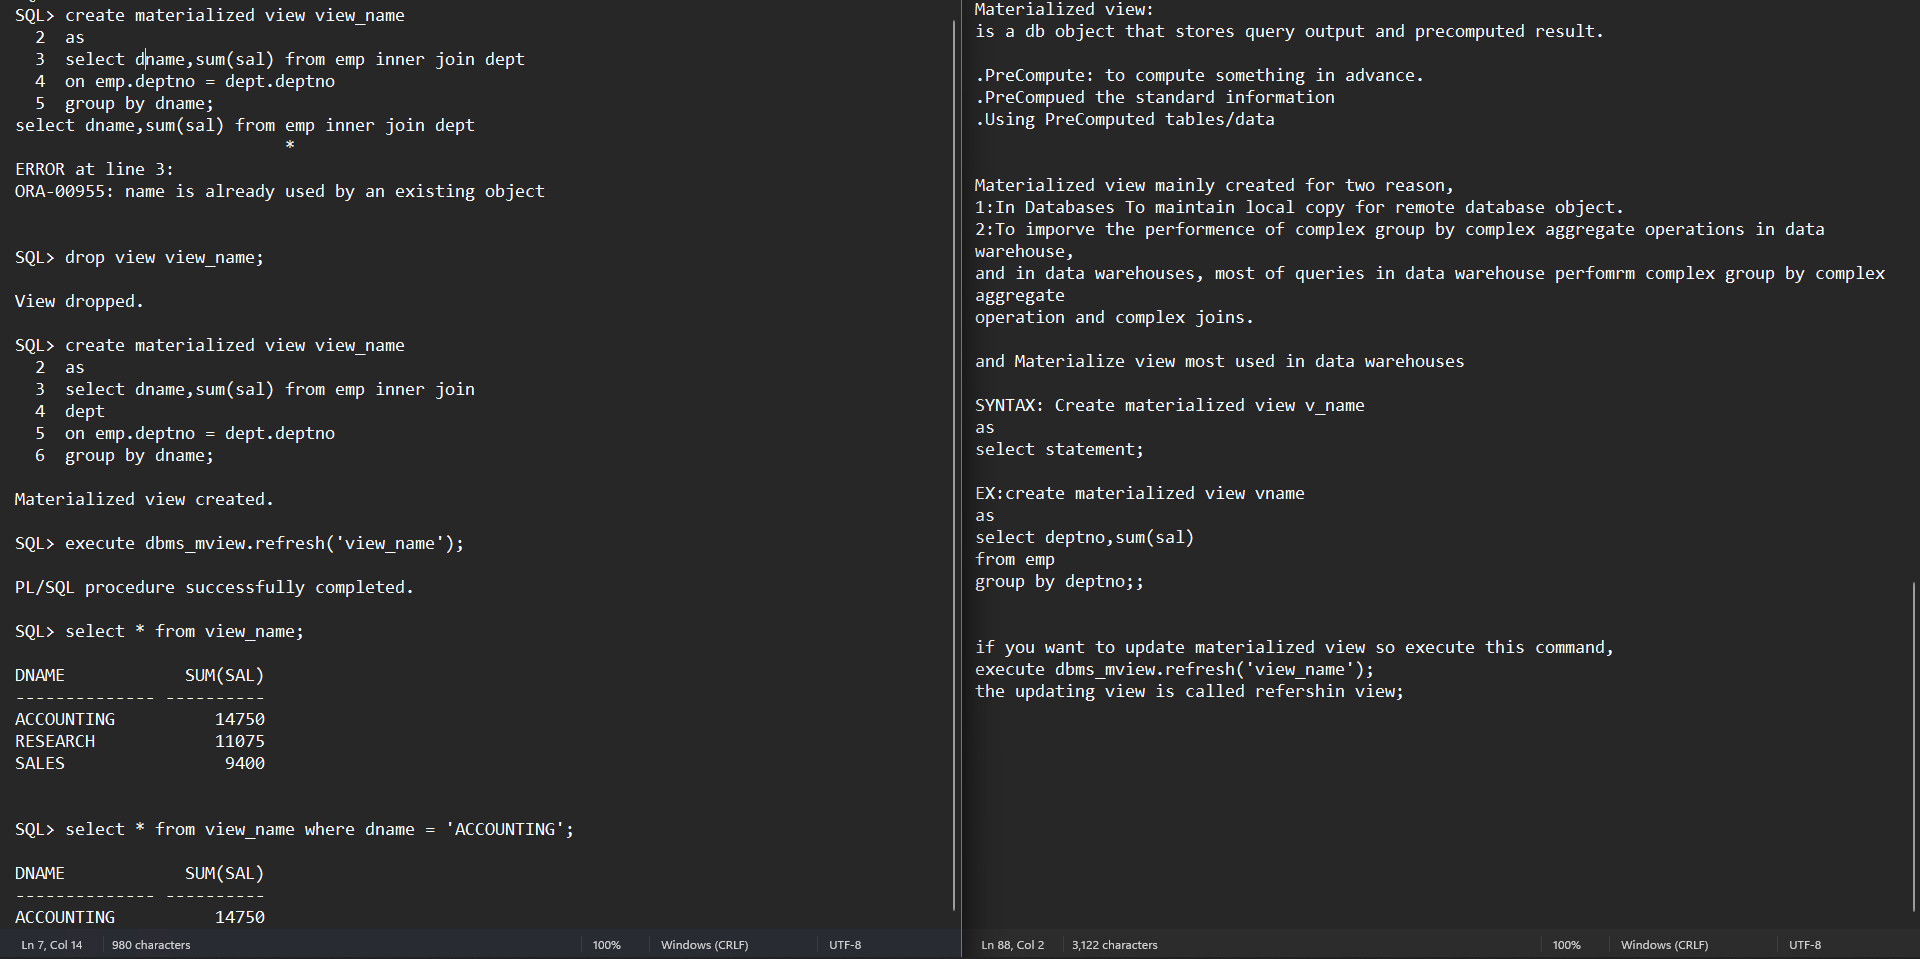 SQL> create materialized view view_name
  2  as
  3  select dname,sum(sal) from emp inner join dept
  4  on emp.deptno = dept.deptno
  5  group by dname;
select dname,sum(sal) from emp inner join dept
                           *
ERROR at line 3:
ORA-00955: name is already used by an existing object
SQL> drop view view_name;
View dropped.
SQL> create materialized view view_name
  2  as
  3  select dname,sum(sal) from emp inner join
  4  dept
  5  on emp.deptno = dept.deptno
  6  group by dname;
Materialized view created.
SQL> execute dbms_mview.refresh('view_name');
PL/SQL procedure successfully completed.
SQL> select * from view_name;
DNAME            SUM(SAL)
-------------- ----------
ACCOUNTING          14750
RESEARCH            11075
SALES                9400
SQL> select * from view_name where dname = 'ACCOUNTING';
DNAME            SUM(SAL)
-------------- ----------
ACCOUNTING          14750
Ln 7, Col 14 980 characters 100% Windows (CRLF) UTF-8
Materialized view:
is a db object that stores query output and precomputed result.
.PreCompute: to compute something in advance.
.PreCompued the standard information
.Using PreComputed tables/data
Materialized view mainly created for two reason,
1:In Databases To maintain local copy for remote database object.
2:To imporve the performence of complex group by complex aggregate operations in data
warehouse,
and in data warehouses, most of queries in data warehouse perfomrm complex group by complex
aggregate
operation and complex joins.
and Materialize view most used in data warehouses
SYNTAX: Create materialized view v_name
as
select statement;
EX:create materialized view vname
as
select deptno,sum(sal)
from emp
group by deptno;;
if you want to update materialized view so execute this command,
execute dbms_mview.refresh('view_name');
the updating view is called refershin view;
Ln 88, Col 2 3,122 characters 100% Windows (CRLF) UTF-8